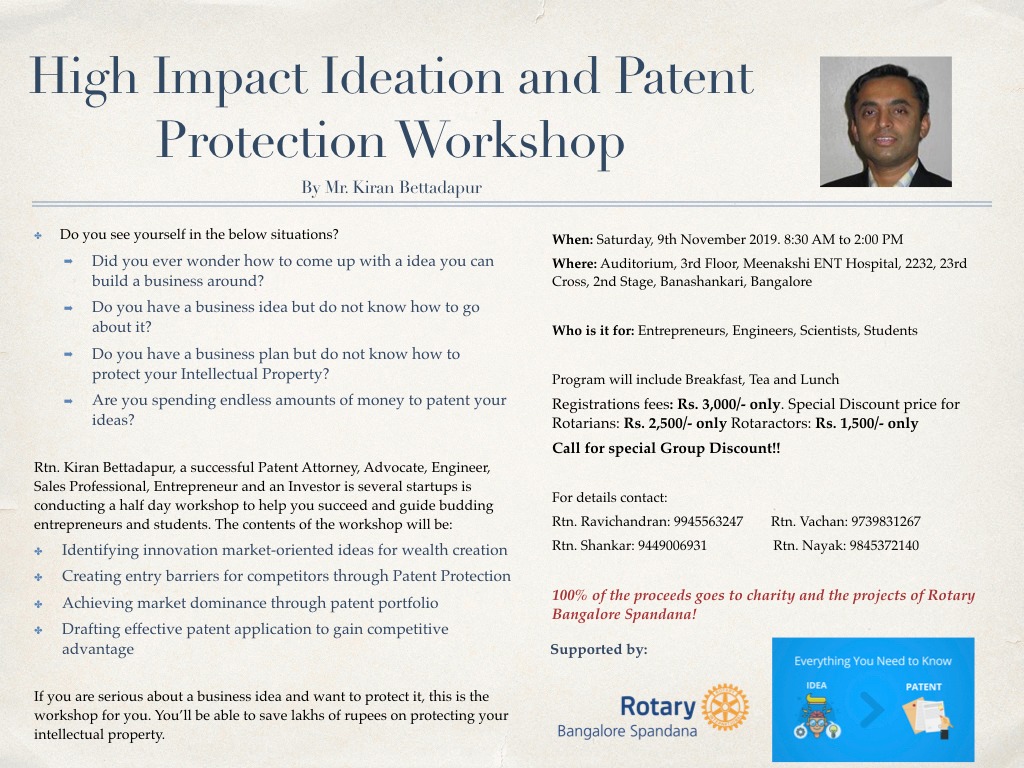 High Impact Ideation and Patent
Protection Workshop
By Mr. Kiran Bettadapur
Do you see yourself in the below situations?
Did you ever wonder how to come up with a idea you can
build a business around?
Do you have a business idea but do not know how to go
about it?
Do you have a business plan but do not know how to
protect your Intellectual Property?
Are you spending endless amounts of money to patent your
ideas?
Rtn. Kiran Bettadapur, a successful Patent Attorney, Advocate, Engineer,
Sales Professional, Entrepreneur and an Investor is several startups is
conducting a half day workshop to help you succeed and guide budding
entrepreneurs and students. The contents of the workshop will be:
Identifying innovation market-oriented ideas for wealth creation
Creating entry barriers for competitors through Patent Protection
Achieving market dominance through patent portfolio
Drafting effective patent application to gain competitive
advantage
If you are serious about a business idea and want to protect it, this is the
workshop for you. You'll be able to save lakhs of rupees on protecting your
intellectual property.
When: Saturday, 9th November 2019. 8:30 AM to 2:00 PM
Where: Auditorium, 3rd Floor, Meenakshi ENT Hospital, 2232, 23rd
Cross, 2nd Stage, Banashankari, Bangalore
Who is it for: Entrepreneurs, Engineers, Scientists, Students
Program will include Breakfast, Tea and Lunch
Registrations fees: Rs. 3,000/- only. Special Discount price for
Rotarians: Rs. 2,500/- only Rotaractors: Rs. 1,500/- only
Call for special Group Discount!!
For details contact:
Rtn. Ravichandran: 9945563247 Rtn. Vachan: 9739831267
Rtn. Shankar: 9449006931 Rtn. Nayak: 9845372140
100% of the proceeds goes to charity and the projects of Rotary
Bangalore Spandana!
Supported by:
Rotary
Bangalore Spandana
Everything You Need to Know
IDEA
PATENT